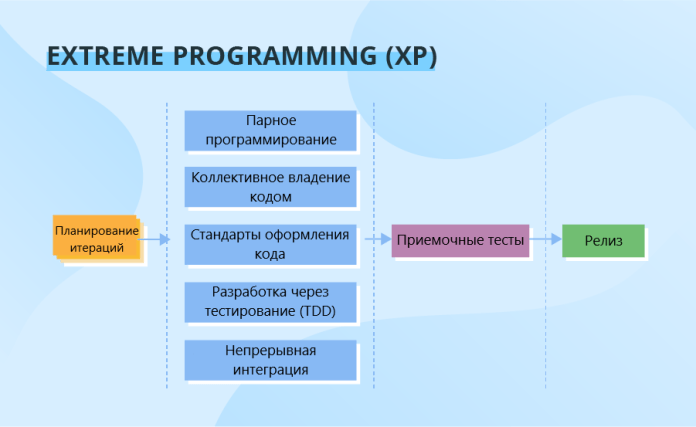 EXTREME PROGRAMMING (XP)
Планирование
итераций
Парное
программирование
Коллективное владение
кодом
Стандарты оформления
кода
Разработка через
тестирование (TDD)
Непрерывная
интеграция
Приемочные тесты
Релиз